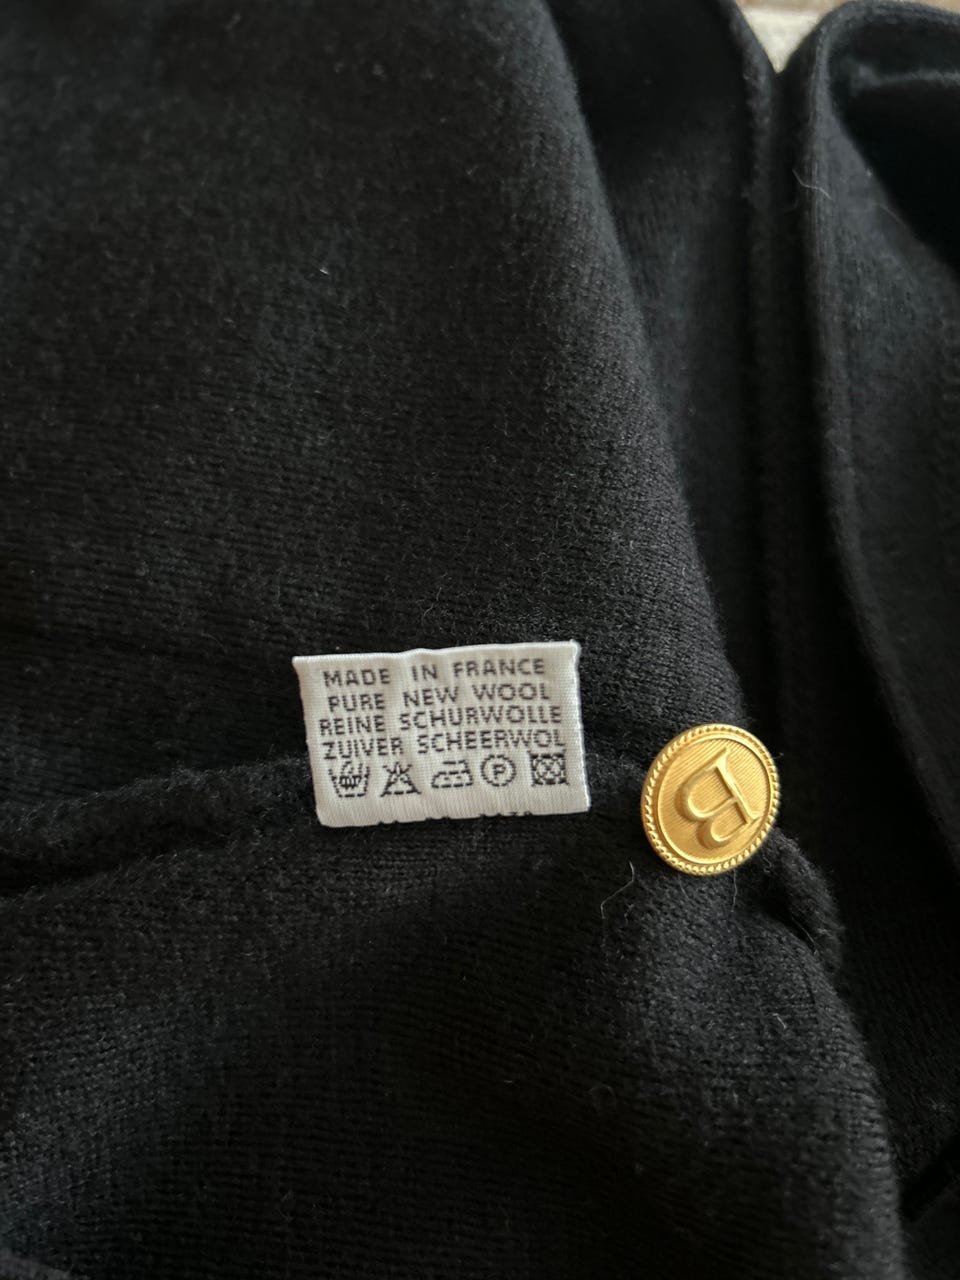 MADE IN FRANCE
PURE NEW WOOL
REINE SCHURWOLLE
ZUIVER SCHEERWOL
P
B